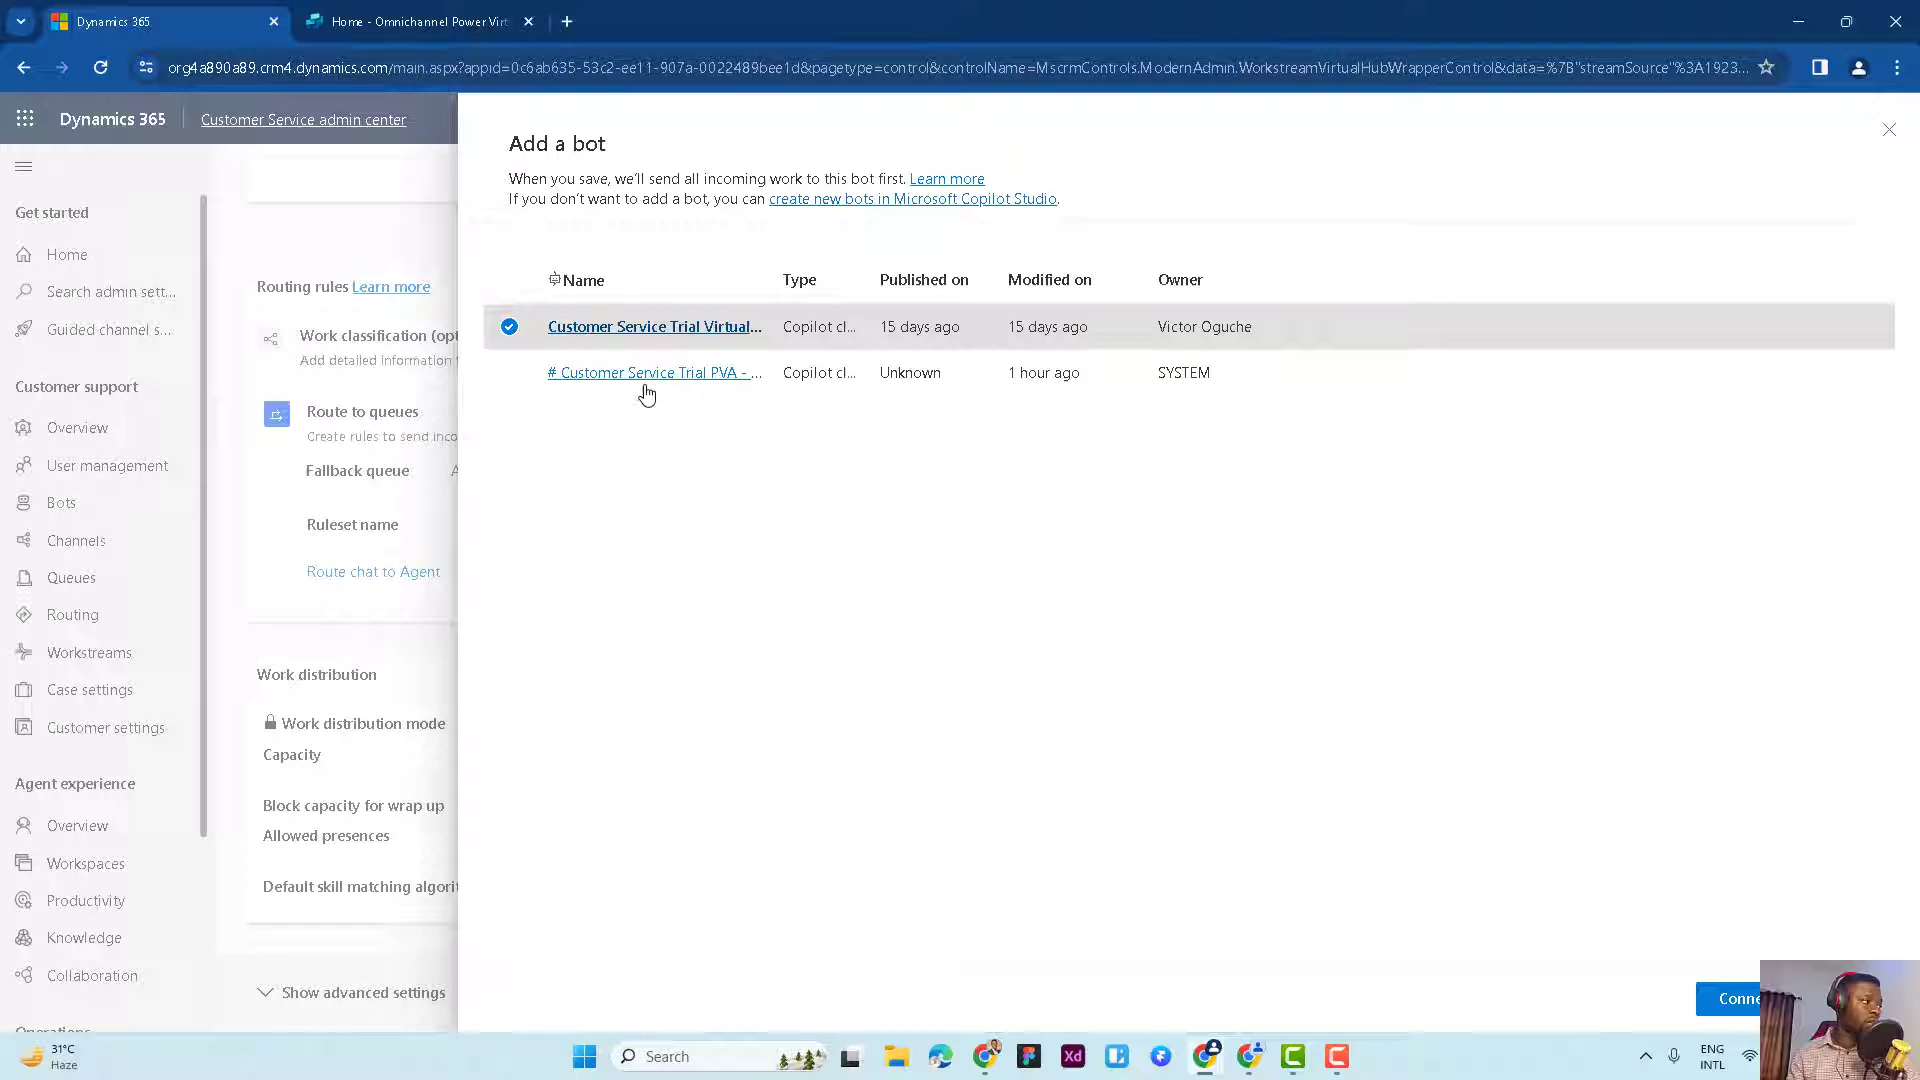 Dynamics 365
Home - Omnichannel Power Virt
org4a890a89.crm4.dynamics.com/main.aspx?appid=0c6ab635-53c2-ee11-907a-0022489bee1d&pagetype=control&controlName=MscrmControls.ModernAdmin.WorkstreamVirtualHubWrapperControl&data=%7B"streamSource"%3A1923...
Dynamics 365
Customer Service admin center
Get started
Home
Search admin sett...
Guided channel s...
Customer support
Overview
User management
Bots
Channels
Queues
Routing
Workstreams
Case settings
Customer settings
Agent experience
Overview
Workspaces
Productivity
Knowledge
Collaboration
Operations
Routing rules Learn more
Work classification (opt
Add detailed information
Route to queues
Create rules to send inco
Fallback queue A
Ruleset name
Route chat to Agent
Work distribution
Work distribution mode
Capacity
Block capacity for wrap up
Allowed presences
Default skill matching algorit
Show advanced settings
Add a bot
When you save, we'll send all incoming work to this bot first. Learn more
If you don't want to add a bot, you can create new bots in Microsoft Copilot Studio.
Name Type Published on Modified on Owner
Customer Service Trial Virtual... Copilot cl... 15 days ago 15 days ago Victor Oguche
# Customer Service Trial PVA - ... Copilot cl... Unknown 1 hour ago SYSTEM
Conne
31°C
Haze
Search
Xd
ENG
INTL